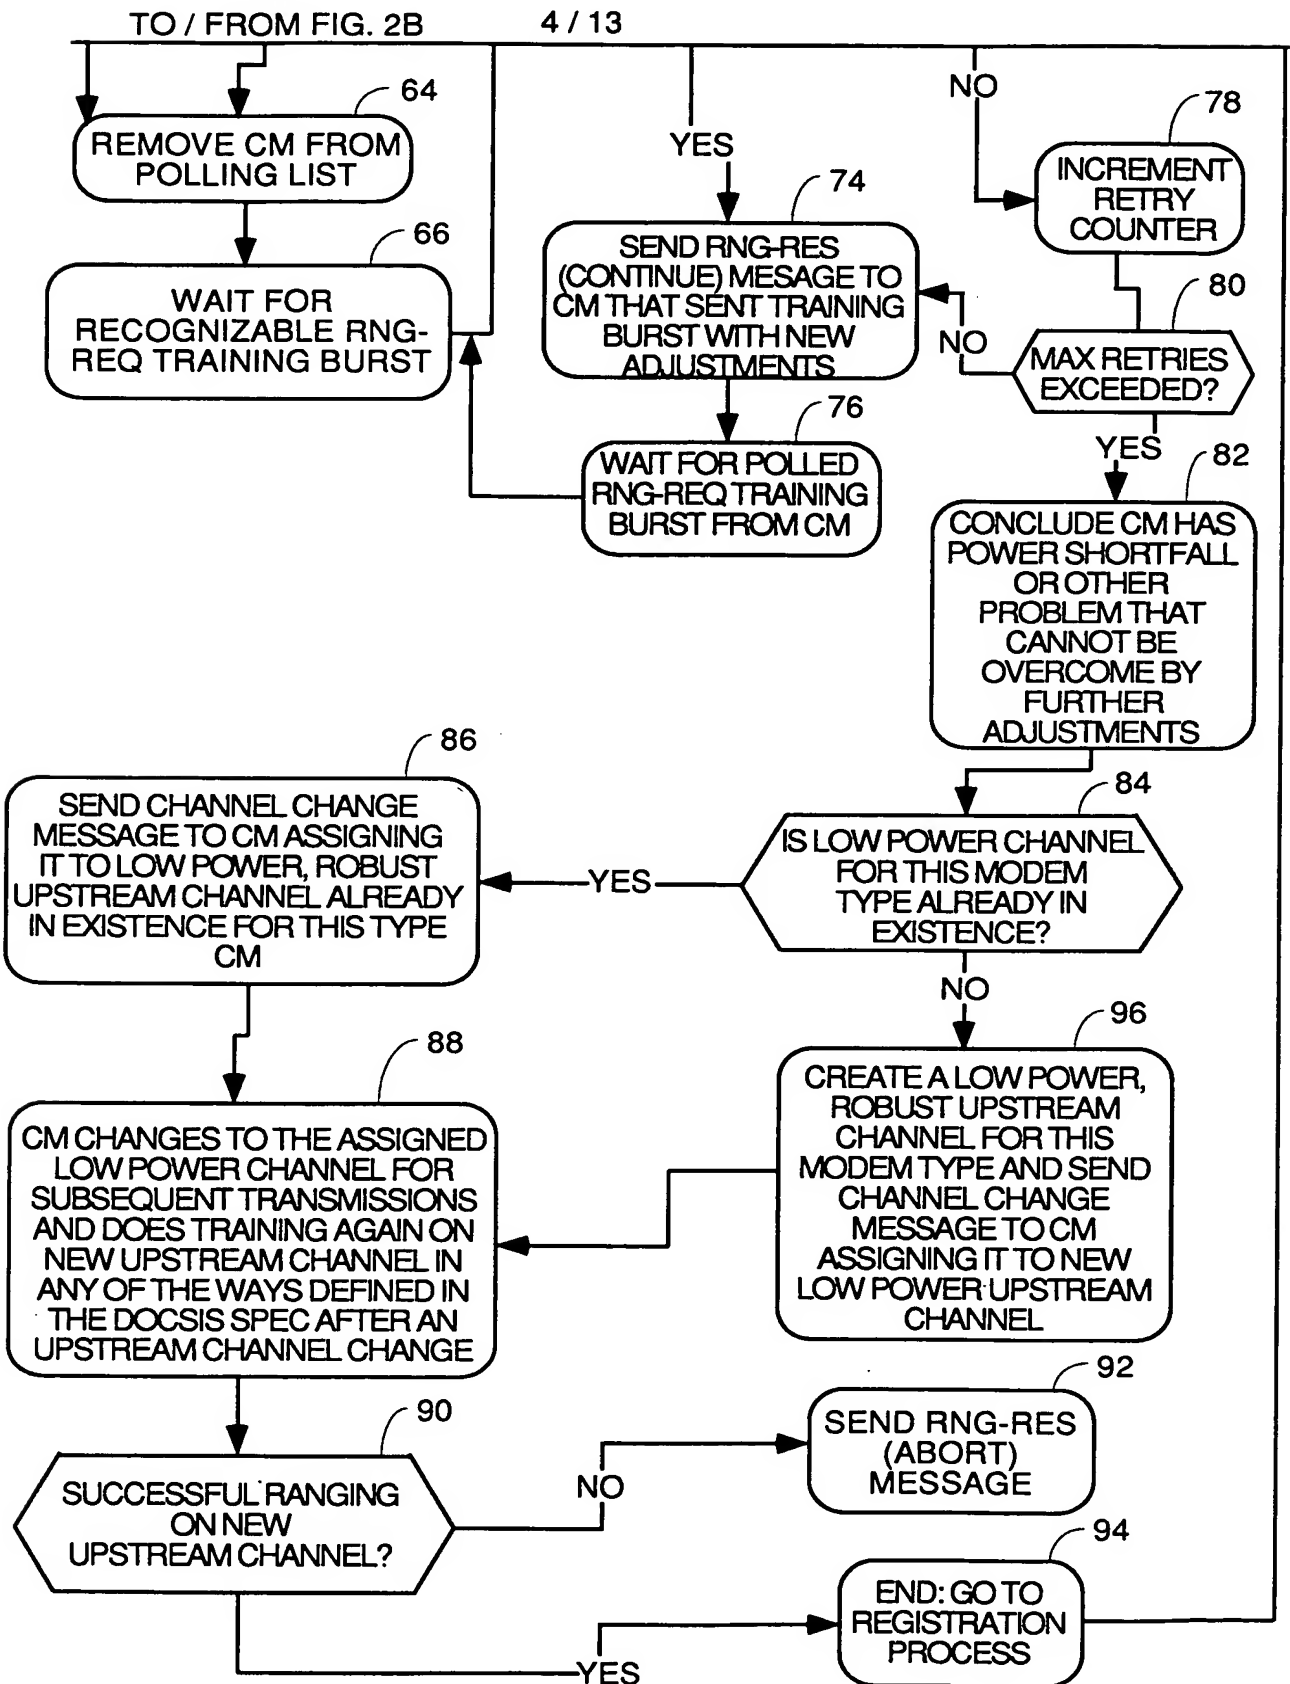 TO / FROM FIG. 2B
4 / 13
64
REMOVE CM FROM
POLLING LIST
66
WAIT FOR
RECOGNIZABLE RNG-
REQ TRAINING BURST
YES
74
SEND RNG-RES
(CONTINUE) MESAGE TO
CM THAT SENT TRAINING
BURST WITH NEW
ADJUSTMENTS
76
WAIT FOR POLLED
RNG-REQ TRAINING
BURST FROM CM
NO
78
INCREMENT
RETRY
COUNTER
80
NO
MAX RETRIES
EXCEEDED?
YES
82
CONCLUDE CM HAS
POWER SHORTFALL
OR OTHER
PROBLEM THAT
CANNOT BE
OVERCOME BY
FURTHER
ADJUSTMENTS
84
IS LOW POWER CHANNEL
FOR THIS MODEM
TYPE ALREADY IN
EXISTENCE?
YES
86
SEND CHANNEL CHANGE
MESSAGE TO CM ASSIGNING
IT TO LOW POWER, ROBUST
UPSTREAM CHANNEL ALREADY
IN EXISTENCE FOR THIS TYPE
CM
NO
96
CREATE A LOW POWER,
ROBUST UPSTREAM
CHANNEL FOR THIS
MODEM TYPE AND SEND
CHANNEL CHANGE
MESSAGE TO CM
ASSIGNING IT TO NEW
LOW POWER UPSTREAM
CHANNEL
88
CM CHANGES TO THE ASSIGNED
LOW POWER CHANNEL FOR
SUBSEQUENT TRANSMISSIONS
AND DOES TRAINING AGAIN ON
NEW UPSTREAM CHANNEL IN
ANY OF THE WAYS DEFINED IN
THE DOCSIS SPEC AFTER AN
UPSTREAM CHANNEL CHANGE
90
SUCCESSFUL RANGING
ON NEW
UPSTREAM CHANNEL?
NO
92
SEND RNG-RES
(ABORT)
MESSAGE
YES
94
END: GO TO
REGISTRATION
PROCESS